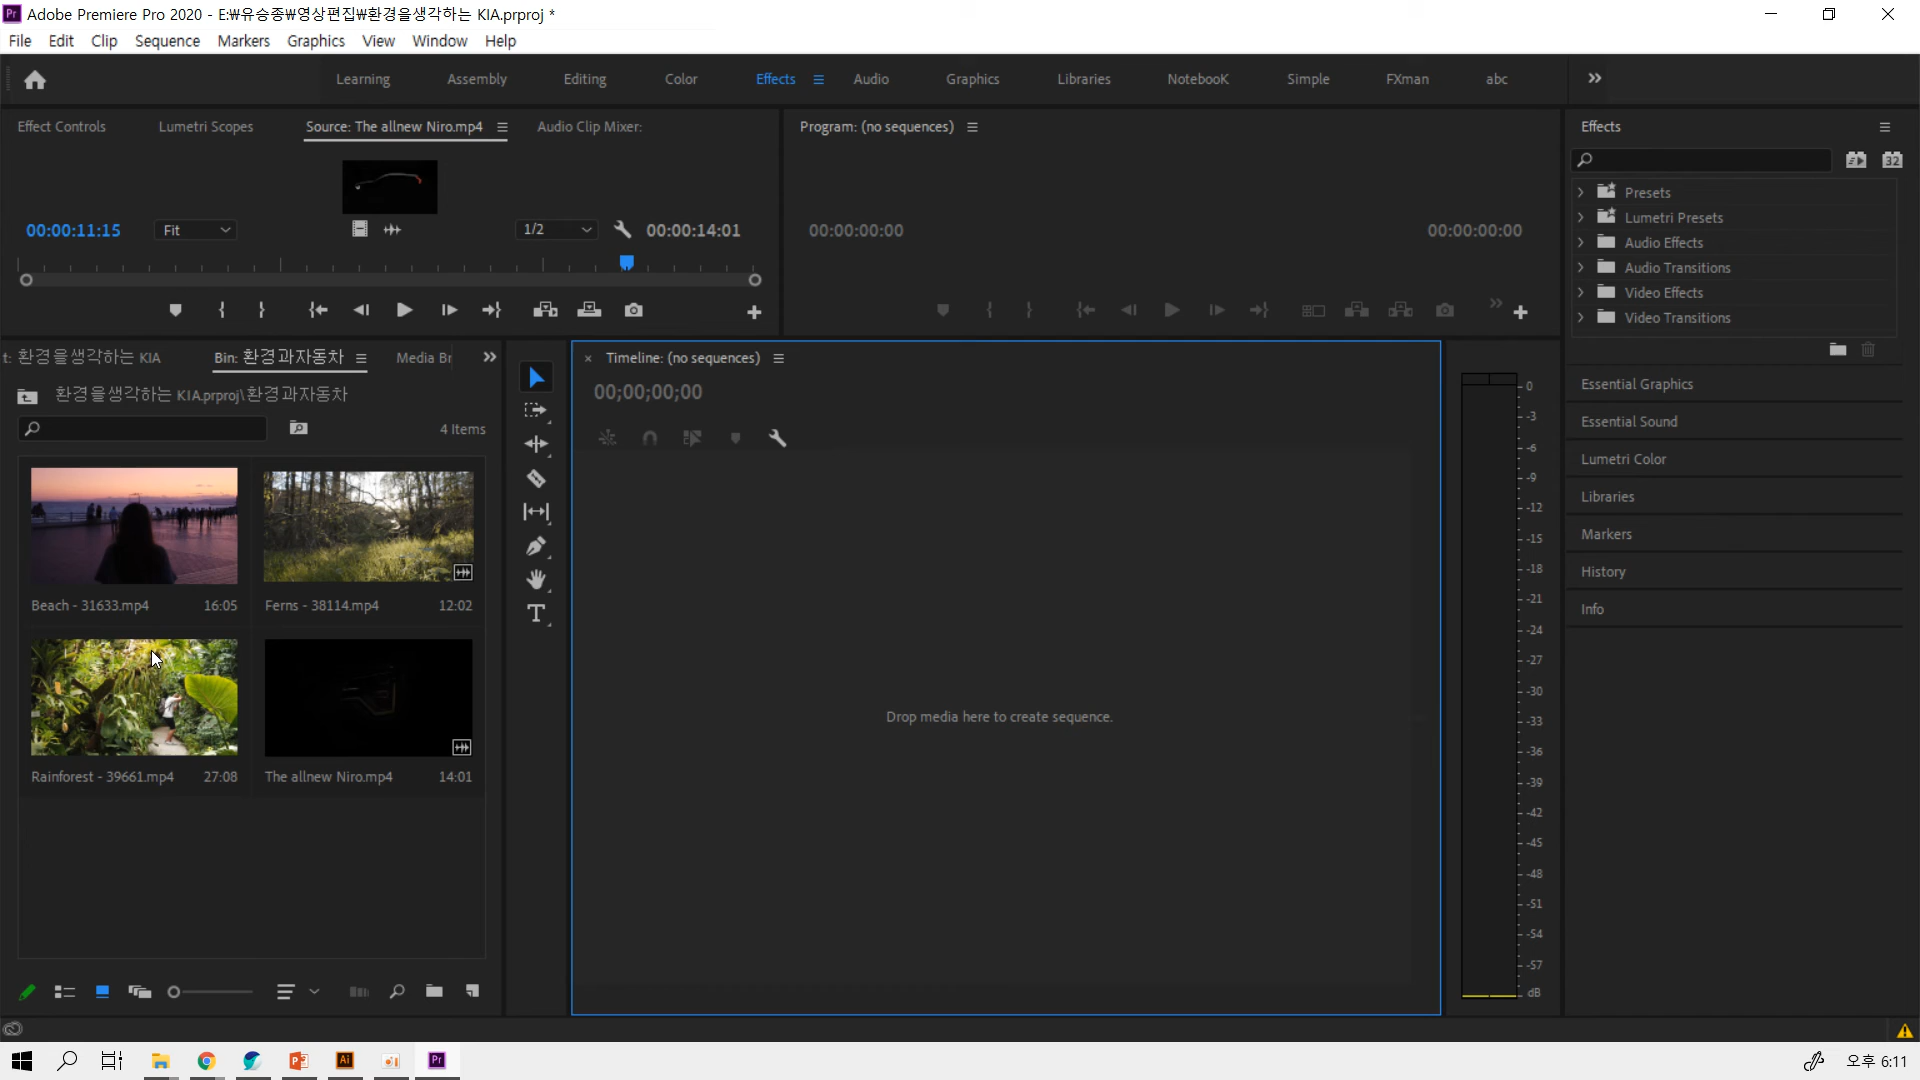 Adobe Premiere Pro 2020 - E:₩유승종₩영상편집₩환경을생각하는 KIA.prproj *
File Edit Clip Sequence Markers Graphics View Window Help
Learning Assembly Editing Color Effects Audio Graphics Libraries NotebooK Simple FXman abc
Effect Controls Lumetri Scopes Source: The allnew Niro.mp4 Audio Clip Mixer:
Program: (no sequences)
Effects
32
Presets
Lumetri Presets
Audio Effects
Audio Transitions
Video Effects
Video Transitions
00:00:11:15 Fit 1/2 00:00:14:01
00:00:00:00 00:00:00:00
t: 환경을생각하는 KIA Bin: 환경과자동차 Media Br
환경을생각하는 KIA.prproj\환경과자동차
4 Items
Beach - 31633.mp4 16:05
Ferns - 38114.mp4 12:02
Rainforest - 39661.mp4 27:08
The allnew Niro.mp4 14:01
Timeline: (no sequences)
00;00;00;00
Drop media here to create sequence.
0
-3
-6
-9
-12
-15
-18
-21
-24
-27
-30
-33
-36
-39
-42
-45
-48
-51
-54
-57
dB
Essential Graphics
Essential Sound
Lumetri Color
Libraries
Markers
History
Info
오후 6:11